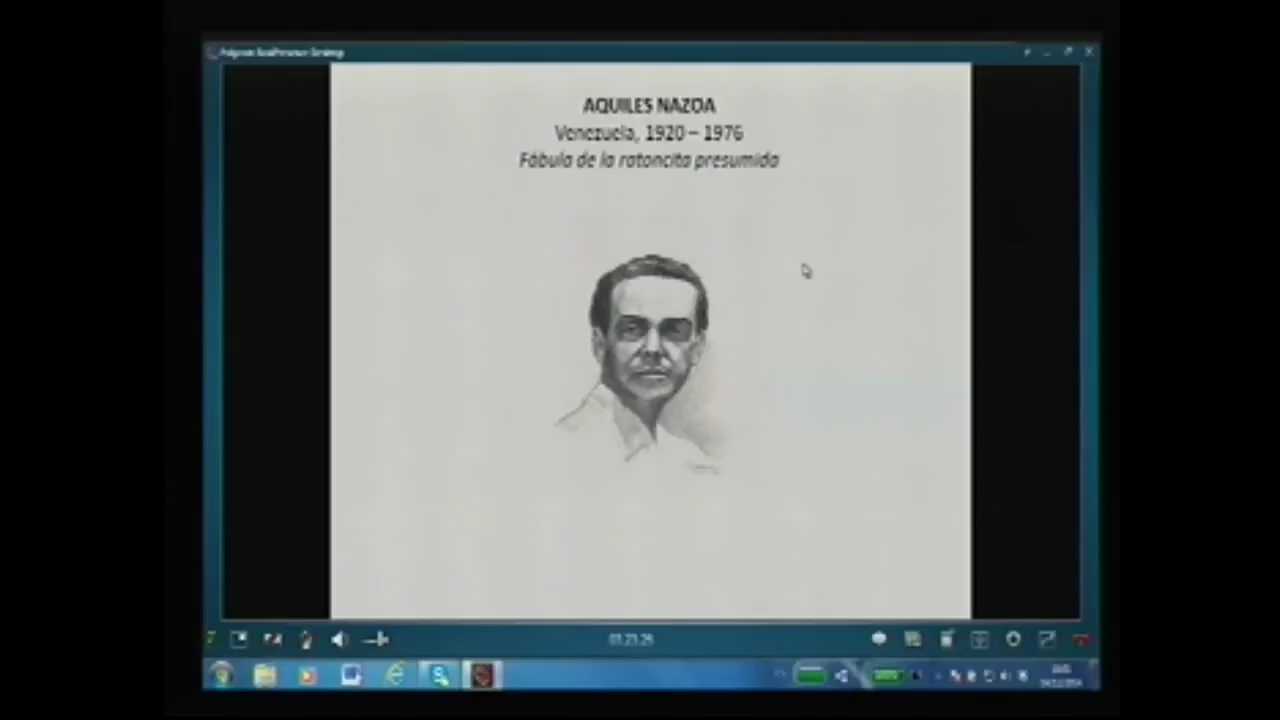 AQUILES NAZOA
Venezuela, 1920 – 1976
Fábula de la ratoncita presumida